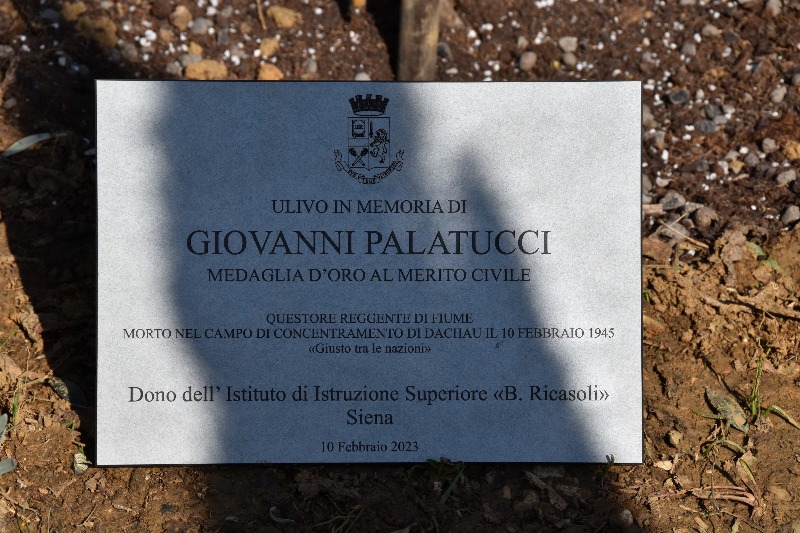 ULIVO IN MEMORIA DI
GIOVANNI PALATUCCI
MEDAGLIA D'ORO AL MERITO CIVILE
QUESTORE REGGENTE DI FIUME
MORTO NEL CAMPO DI CONCENTRAMENTO DI DACHAU IL 10 FEBBRAIO 1945
«Giusto tra le nazioni»
Dono dell' Istituto di Istruzione Superiore «B. Ricasoli»
Siena
10 Febbraio 2023